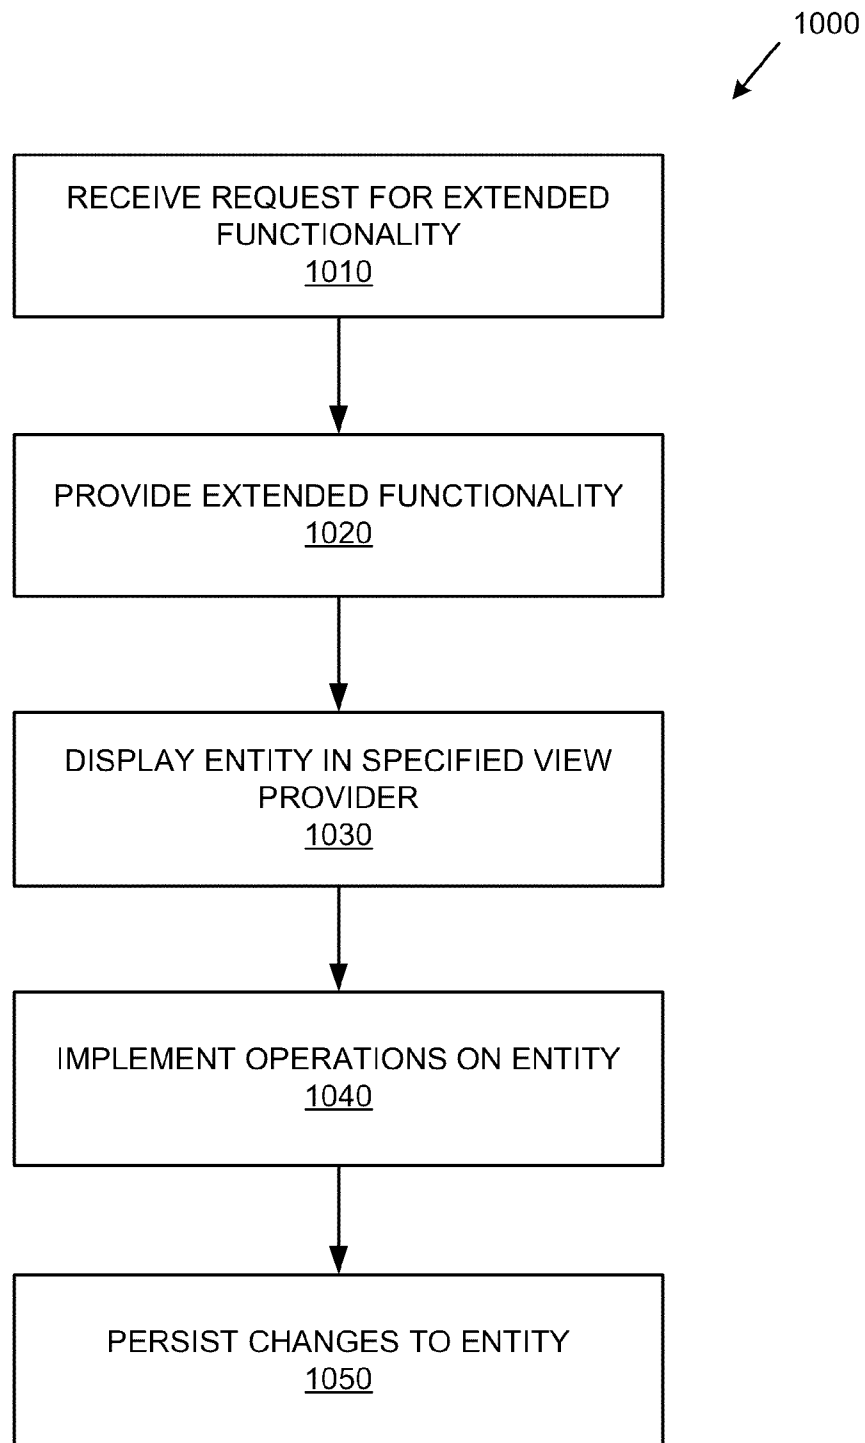 1000
RECEIVE REQUEST FOR EXTENDED
FUNCTIONALITY
1010
PROVIDE EXTENDED FUNCTIONALITY
1020
DISPLAY ENTITY IN SPECIFIED VIEW
PROVIDER
1030
IMPLEMENT OPERATIONS ON ENTITY
1040
PERSIST CHANGES TO ENTITY
1050